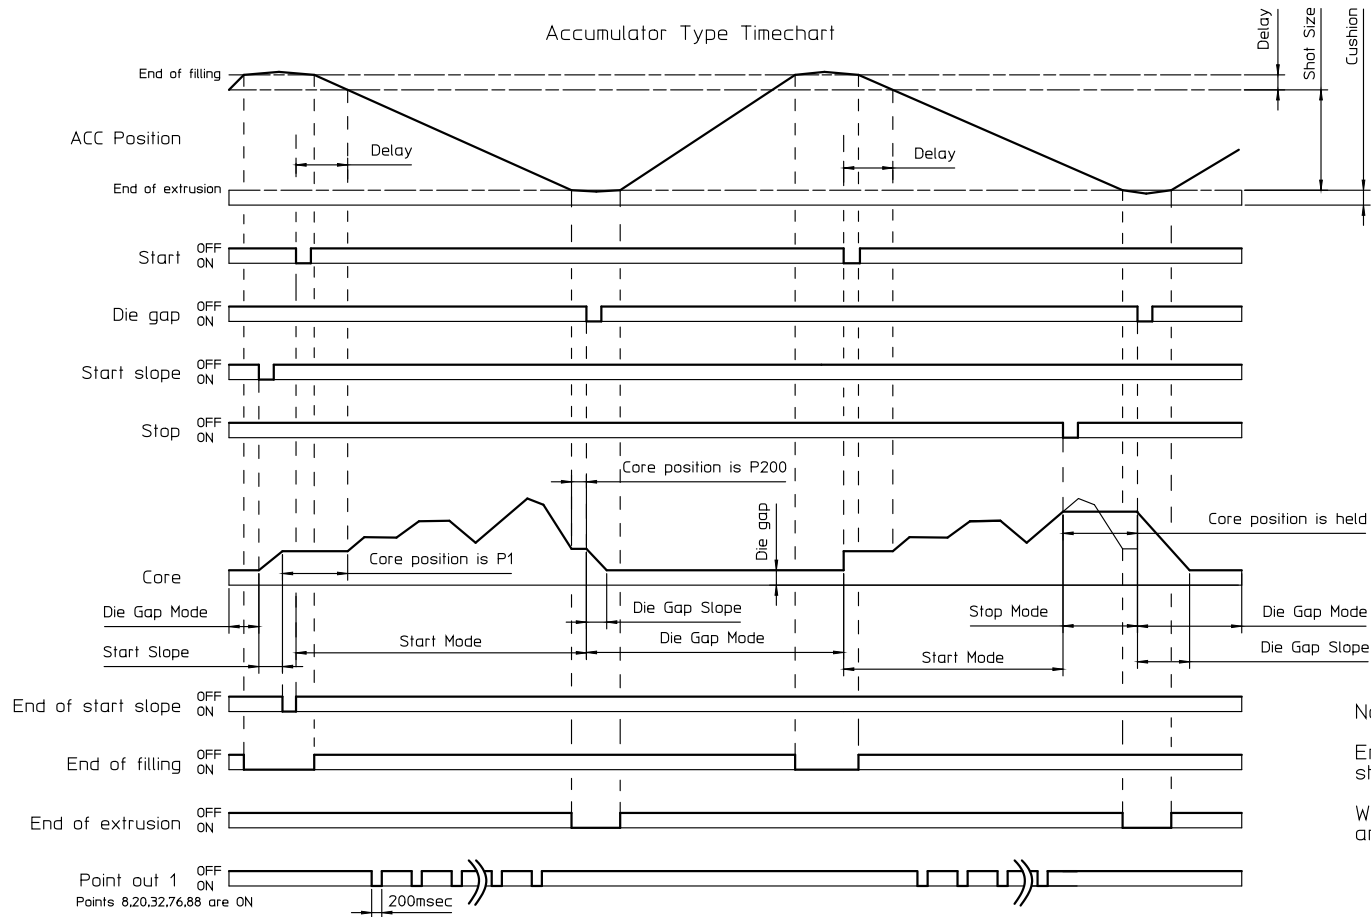 Accumulator Type Timechart
Delay
Shot Size
Cushion
End of filling
ACC Position
Delay
Delay
End of extrusion
Start OFF
ON
Die gap OFF
ON
Start slope OFF
ON
Stop OFF
ON
Core position is P200
Die gap
Core position is held
Core position is P1
Core
Die Gap Mode
Die Gap Slope
Stop Mode
Die Gap Mode
Start Mode
Die Gap Mode
Start Slope
Start Mode
Die Gap Slope
End of start slope OFF
ON
End of filling OFF
ON
End of extrusion OFF
ON
Point out 1 OFF
ON
Points 8,20,32,76,88 are ON
200msec